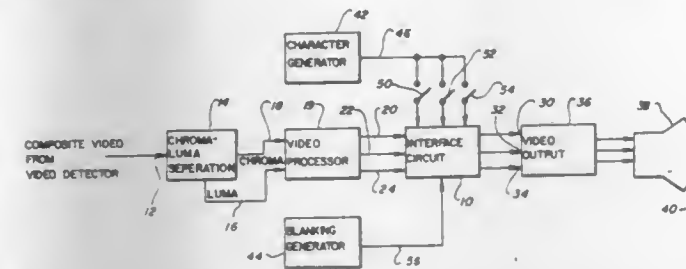 42
46
CHARACTER
GENERATOR
52
50
54
14
18
19
22
20
30
36
38
32
COMPOSITE VIDEO
FROM
VIDEO DETECTOR
CHROMA-
LUMA
SEPERATION
CHROMA
VIDEO
PROCESSOR
INTERFACE
CIRCUIT
VIDEO
OUTPUT
12
LUMA
16
24
10
34
40
BLANKING
GENERATOR
44
56